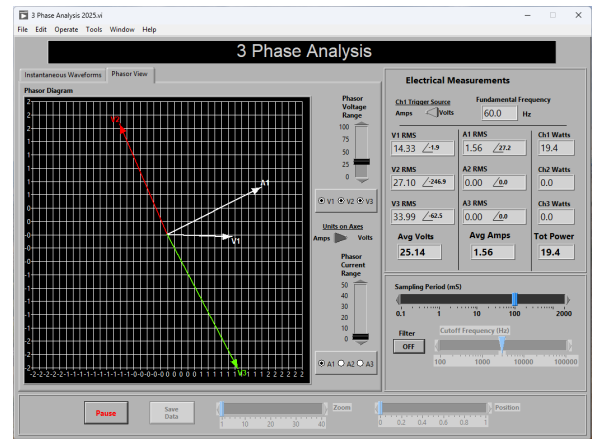 3 Phase Analysis 2025.vi
File Edit Operate Tools Window Help
3 Phase Analysis
Instantaneous Waveforms Phasor View
Phasor Diagram
V2
A1
V1
V3
Phasor
Voltage
Range
100
75
50
25
0
V1 V2 V3
Units on Axes
Amps Volts
Phasor
Current
Range
50
40
30
20
10
0
A1 A2 A3
Electrical Measurements
Ch1 Trigger Source Fundamental Frequency
Amps Volts 60.0 Hz
V1 RMS A1 RMS Ch1 Watts
14.33 -1.9 1.56 27.2 19.4
V2 RMS A2 RMS Ch2 Watts
27.10 -246.9 0.00 0.0 0.0
V3 RMS A3 RMS Ch3 Watts
33.99 -62.5 0.00 0.0 0.0
Avg Volts Avg Amps Tot Power
25.14 1.56 19.4
Sampling Period (mS)
0.1 1 10 100 2000
Filter Cutoff Frequency (Hz)
OFF
100 1000 10000 100000
Pause Save Data Zoom Position
1 10 20 30 40 0 0.2 0.4 0.6 0.8 1